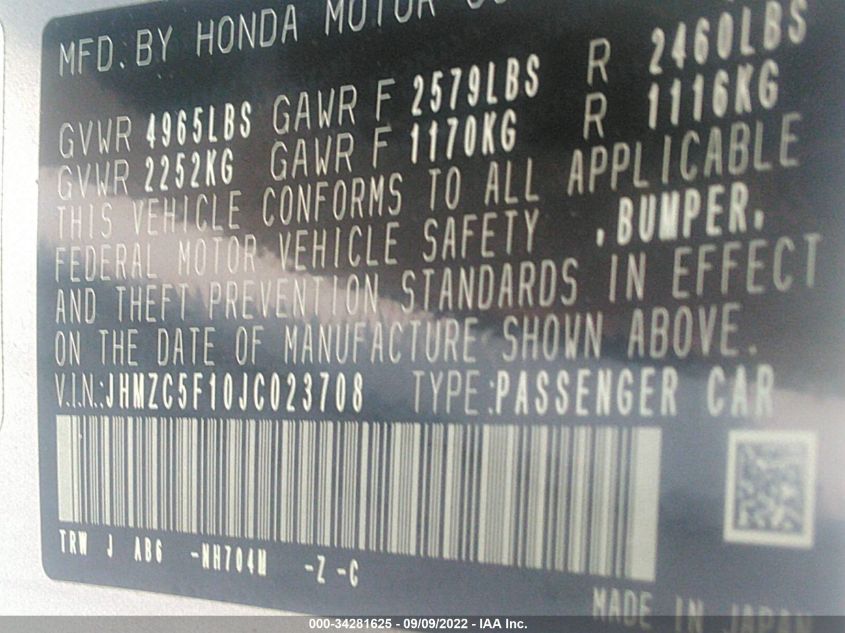 MFD. BY HONDA MOTOR
GVWR 4965LBS GAWR F 2579LBS R 2460LBS
GVWR 2252KG GAWR F 1170KG R 1116KG
THIS VEHICLE CONFORMS TO ALL APPLICABLE
FEDERAL MOTOR VEHICLE SAFETY ,BUMPER,
AND THEFT PREVENTION STANDARDS IN EFFECT
ON THE DATE OF MANUFACTURE SHOWN ABOVE.
V.I.N.:JHMZC5F10JC023708 TYPE:PASSENGER CAR
TRW J AB6 -NH704M -Z -C
MADE IN JAPAN
000-34281625 - 09/09/2022 - IAA Inc.